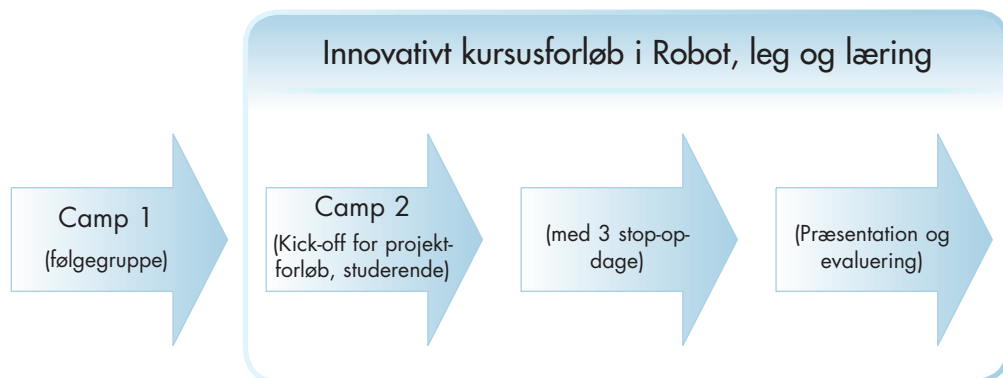 Innovativt kursusforløb i Robot, leg og læring
Camp 1
(følgegruppe)
Camp 2
(Kick-off for projekt-
forløb, studerende)
(med 3 stop-op-
dage)
(Præsentation og
evaluering)